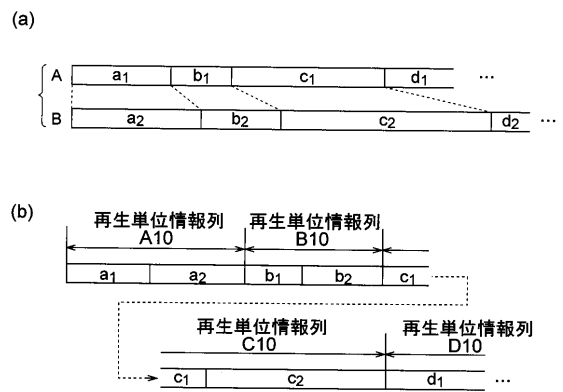 (a)
A a1 b1 c1 d1 …
B a2 b2 c2 d2 …
(b)
再生単位情報列 再生単位情報列
A10 B10
a1 a2 b1 b2 c1
再生単位情報列 再生単位情報列
C10 D10
c1 c2 d1 …